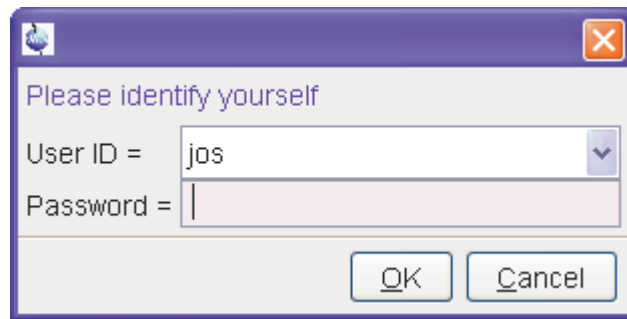 Please identify yourself
User ID = jos
Password =
OK Cancel